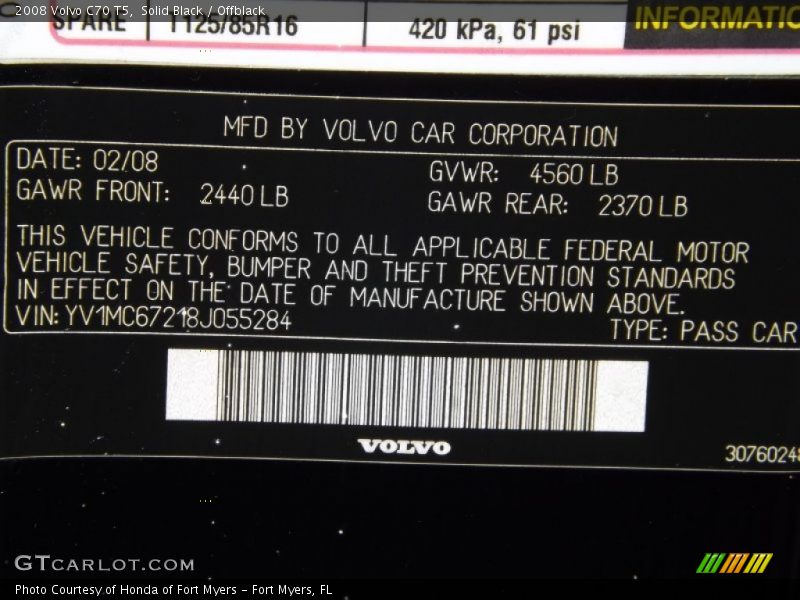 2008 Volvo C70 T5, Solid Black / Offblack
SPARE T125/85R16 420 kPa, 61 psi INFORMATIO
MFD BY VOLVO CAR CORPORATION
DATE: 02/08 GVWR: 4560 LB
GAWR FRONT: 2440 LB GAWR REAR: 2370 LB
THIS VEHICLE CONFORMS TO ALL APPLICABLE FEDERAL MOTOR
VEHICLE SAFETY, BUMPER AND THEFT PREVENTION STANDARDS
IN EFFECT ON THE DATE OF MANUFACTURE SHOWN ABOVE.
VIN: YV1MC67218J055284 TYPE: PASS CAR
VOLVO
30760248
GTCARLOT.COM
Photo Courtesy of Honda of Fort Myers - Fort Myers, FL